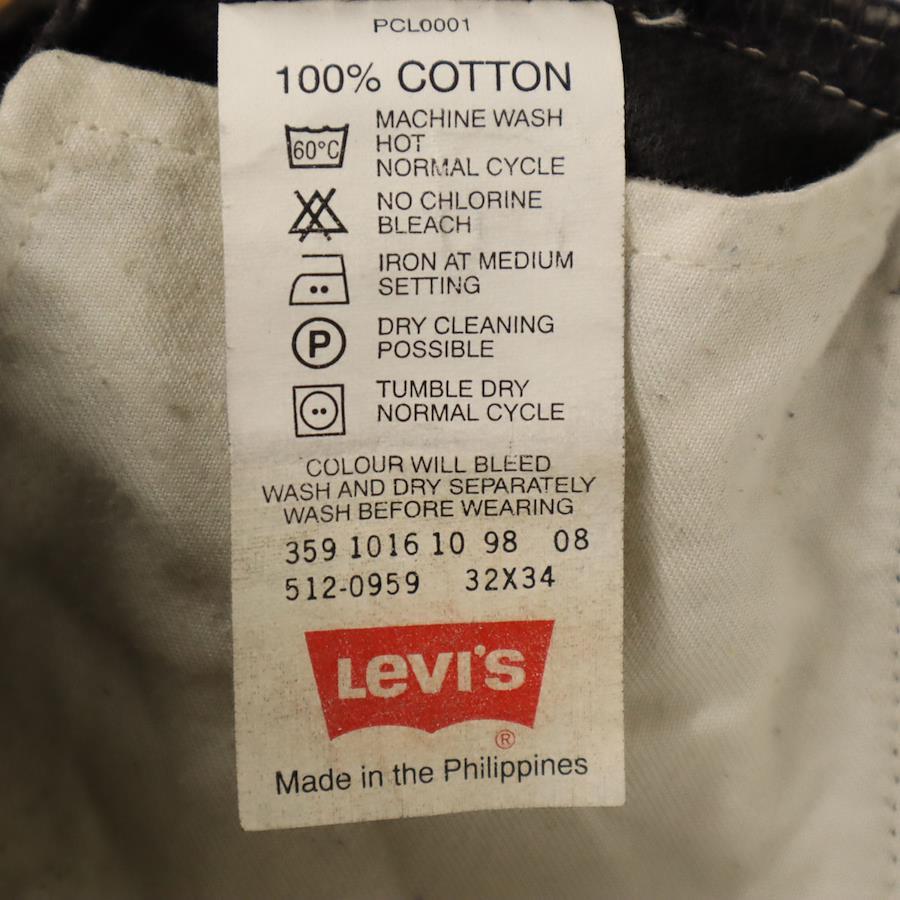 PCL0001
100% COTTON
60°C
MACHINE WASH
HOT
NORMAL CYCLE
NO CHLORINE
BLEACH
IRON AT MEDIUM
SETTING
P
DRY CLEANING
POSSIBLE
TUMBLE DRY
NORMAL CYCLE
COLOUR WILL BLEED
WASH AND DRY SEPARATELY
WASH BEFORE WEARING
359 1016 10 98 08
512-0959 32X34
LEVI'S
®
Made in the Philippines